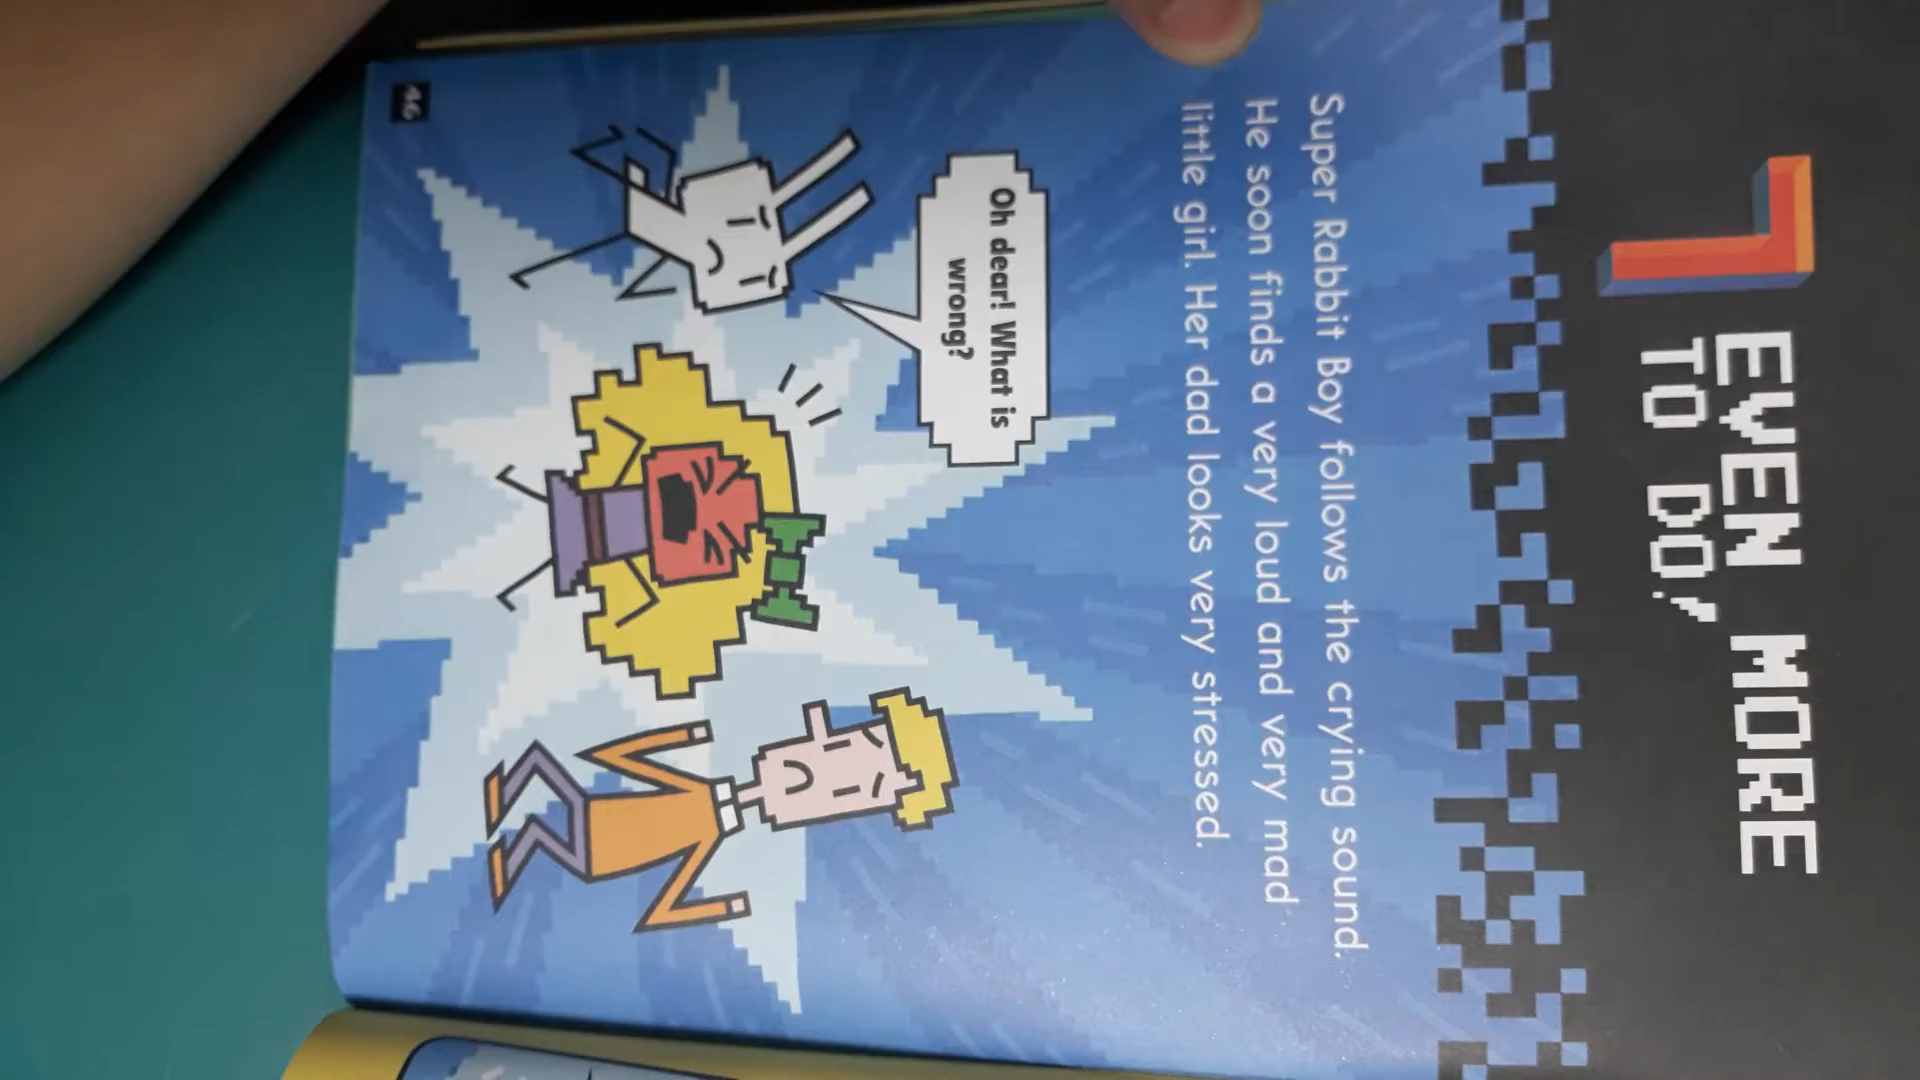 7
EVEN MORE
TO DO!
Super Rabbit Boy follows the crying sound.
He soon finds a very loud and very mad
little girl. Her dad looks very stressed.
Oh dear! What is
wrong?
46